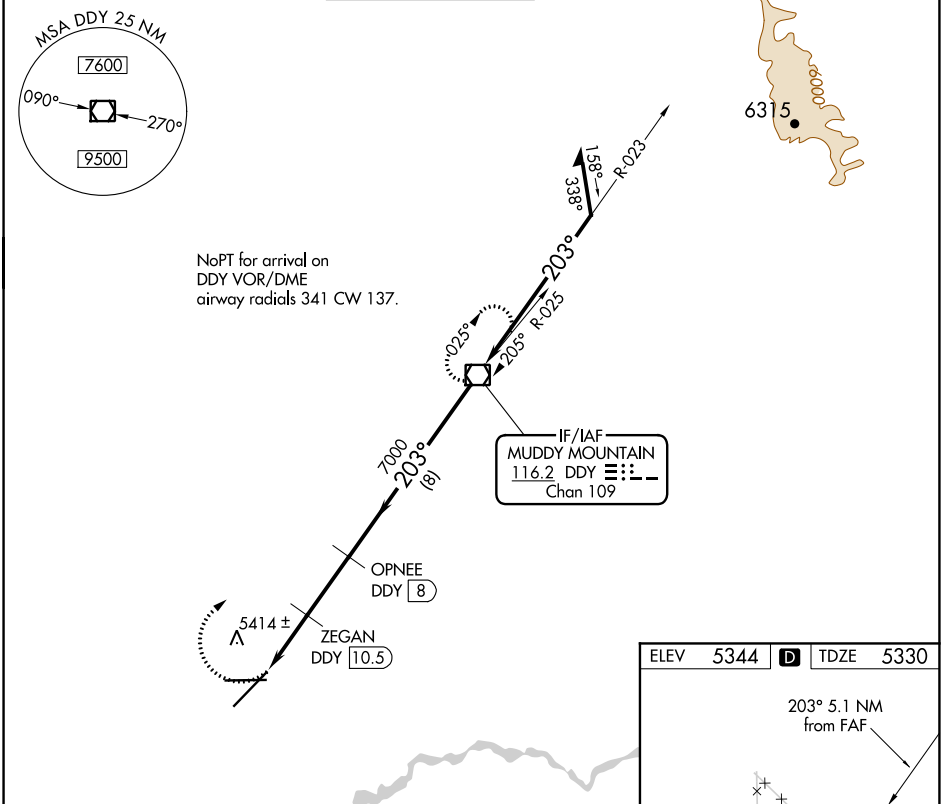 MSA DDY 25 NM
7600
090°
270°
9500
6000
6315
158°
338°
R-023
NoPT for arrival on
DDY VOR/DME
airway radials 341 CW 137.
203°
R-025
025°
205°
IF/IAF
MUDDY MOUNTAIN
116.2 DDY
Chan 109
7000
203°
(8)
OPNEE
DDY 8
5414 ±
ZEGAN
DDY 10.5
ELEV 5344 D TDZE 5330
203° 5.1 NM
from FAF